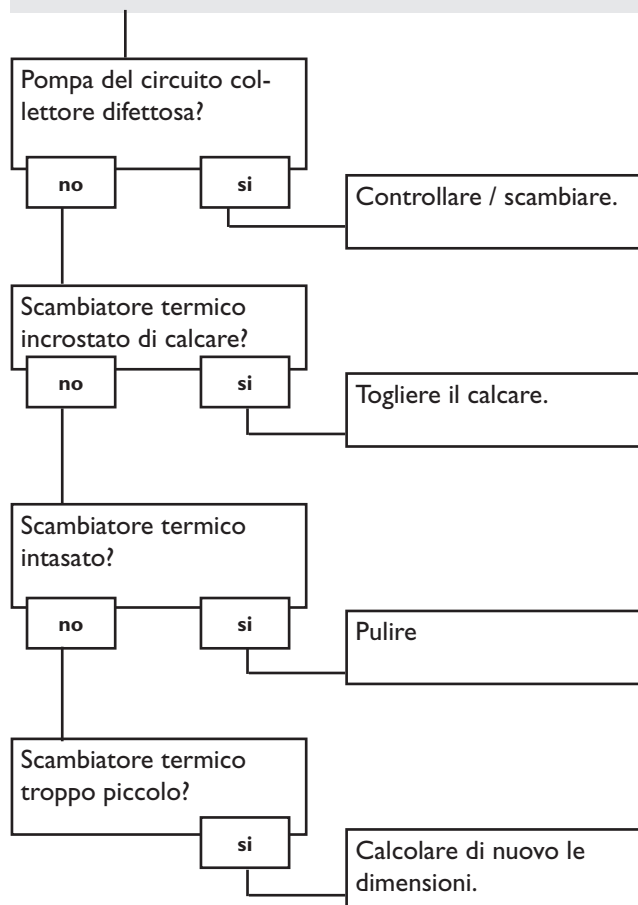 Pompa del circuito col-
lettore difettosa?
no
si
Controllare / scambiare.
Scambiatore termico
incrostato di calcare?
no
si
Togliere il calcare.
Scambiatore termico
intasato?
no
si
Pulire
Scambiatore termico
troppo piccolo?
si
Calcolare di nuovo le
dimensioni.